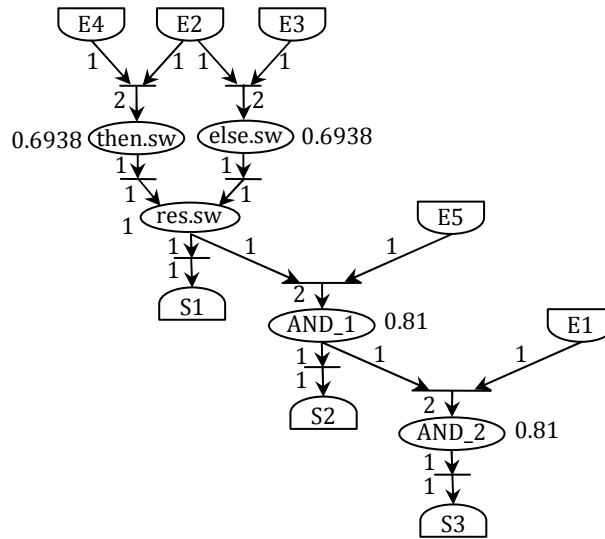 E4 E2 E3
1 1 1 1
2 2
0.6938 then.sw else.sw 0.6938
1 1
1 1
1 res.sw E5
1 1 1
1 2
S1 AND_1 0.81 E1
1 1 1
1 2
S2 AND_2 0.81
1
1
S3